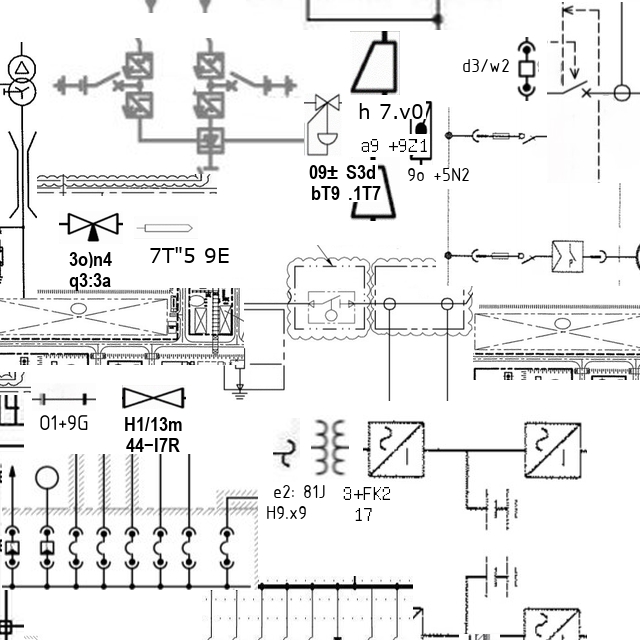 d3/w2
h 7.v0/
a9 +9Z1
09± S3d
bT9 .1T7
9o +5N2
3o)n4
q3:3a
7T"5 9E
O1+9G
H1/13m
44–I7R
e2: 81J
H9.x9
3+FK2
17